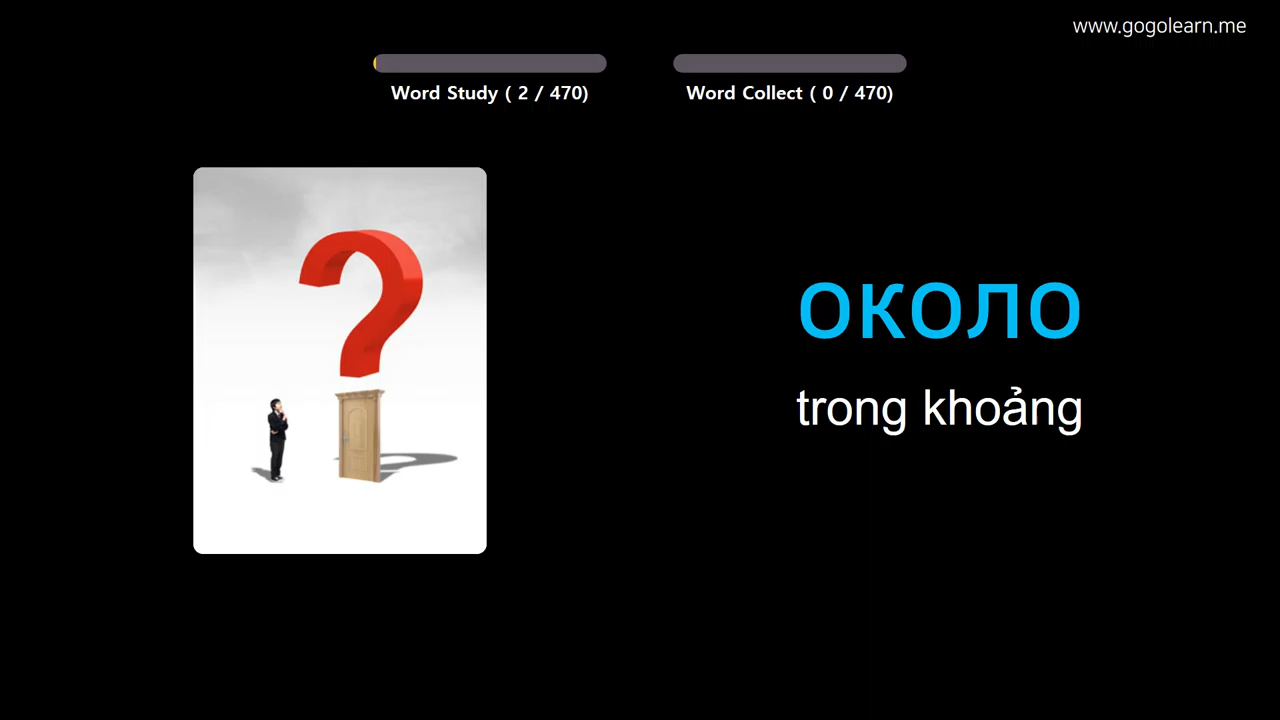 www.gogolearn.me
Word Study ( 2 / 470)
Word Collect ( 0 / 470)
около
trong khoảng